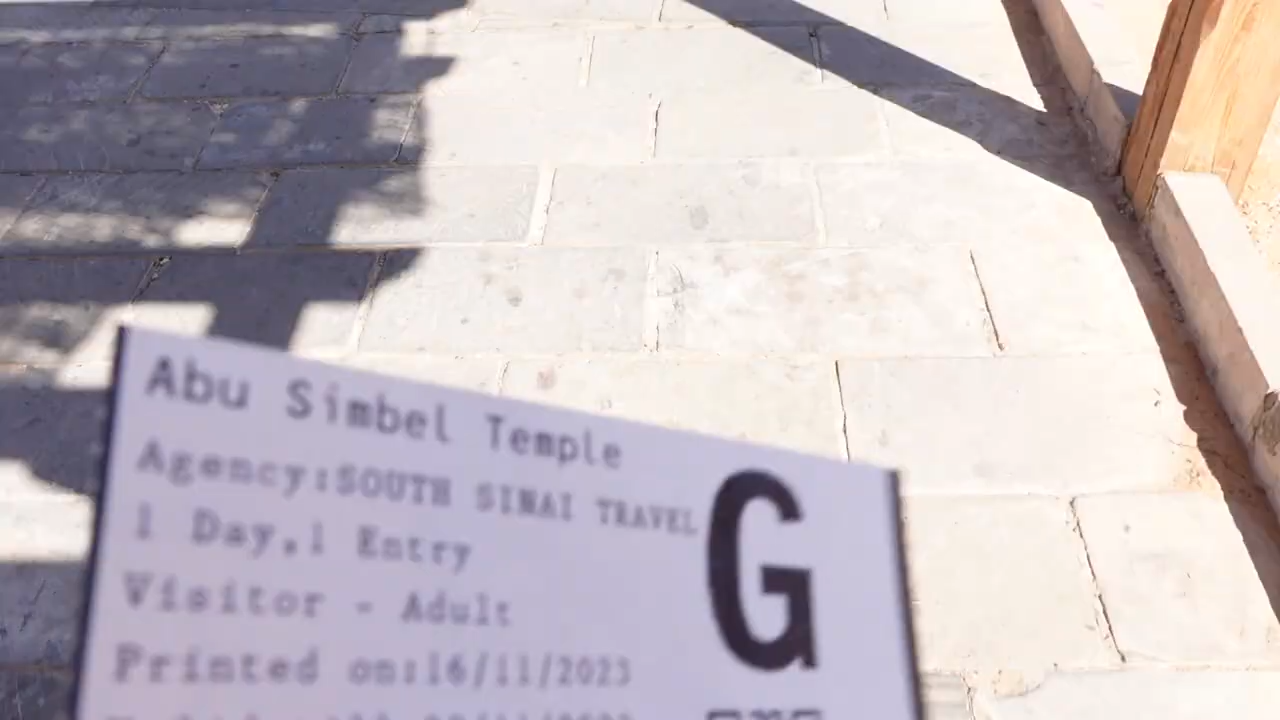 Abu Simbel Temple
Agency:SOUTH SINAI TRAVEL
1 Day,1 Entry
Visitor - Adult
Printed on:16/11/2023
G